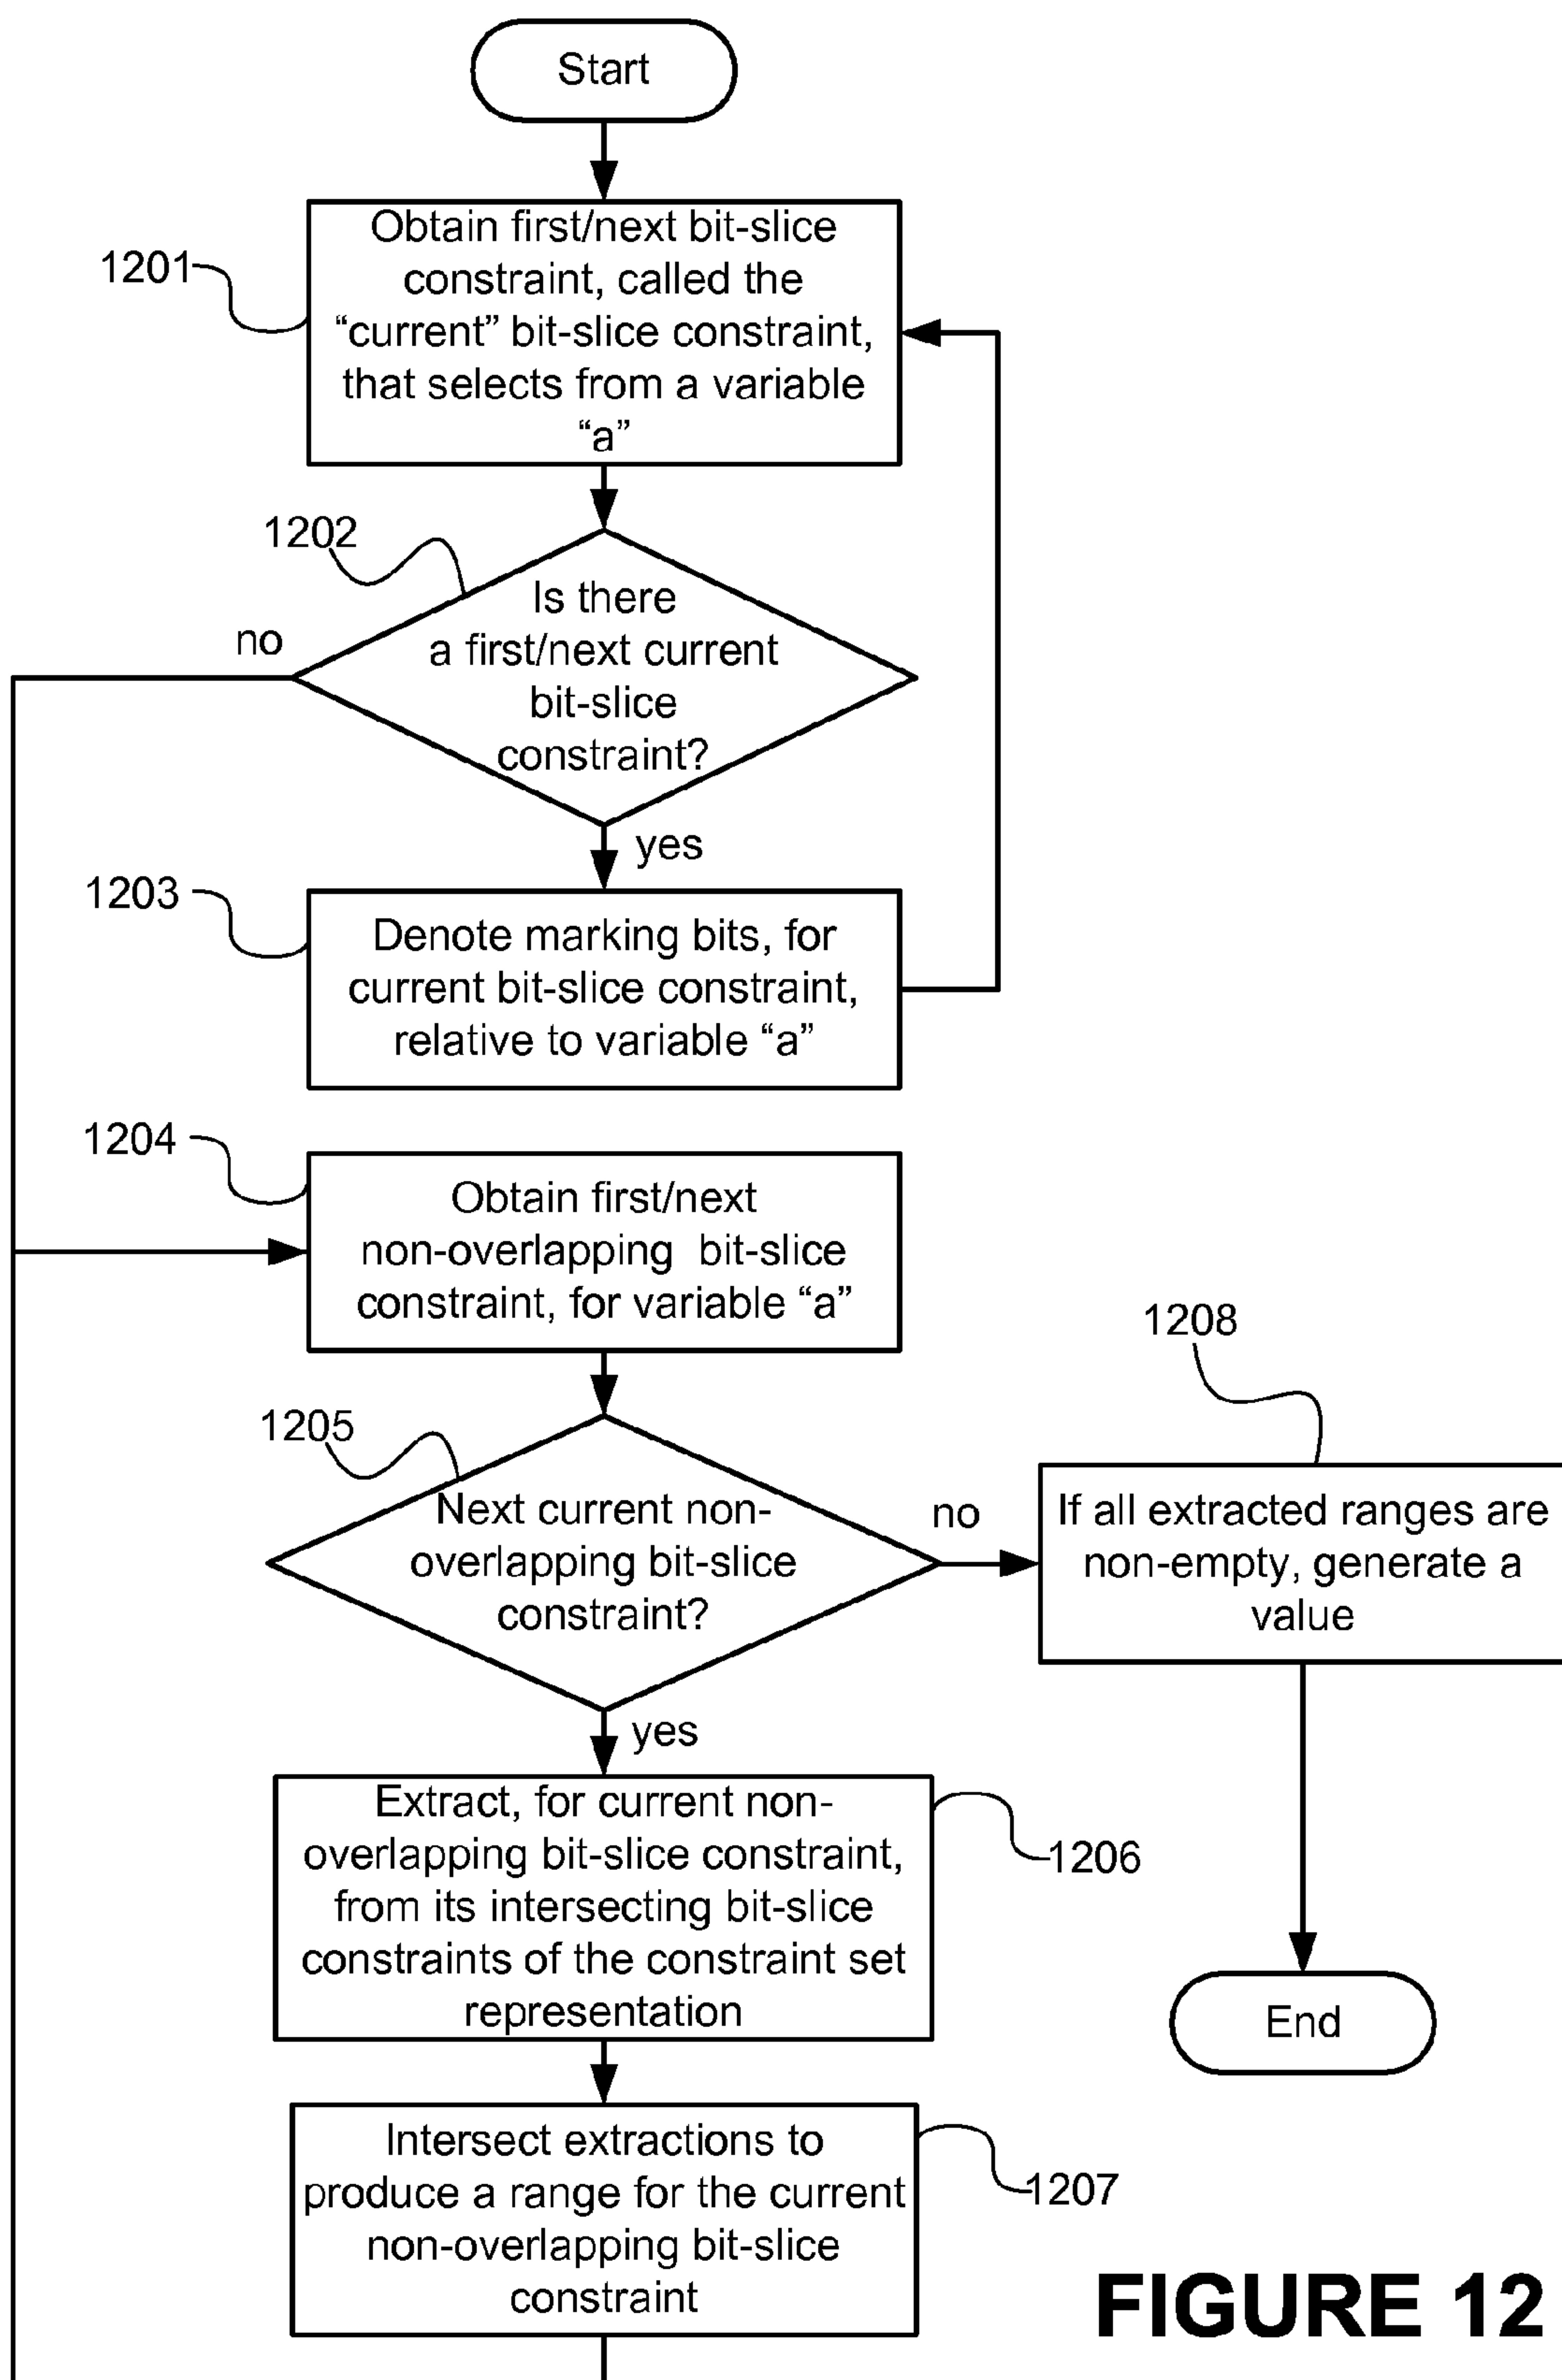 Start
1201
Obtain first/next bit-slice
constraint, called the
“current” bit-slice constraint,
that selects from a variable
“a”
1202
Is there
a first/next current
bit-slice
constraint?
no
yes
1203
Denote marking bits, for
current bit-slice constraint,
relative to variable “a”
1204
Obtain first/next
non-overlapping bit-slice
constraint, for variable “a”
1205
Next current non-
overlapping bit-slice
constraint?
no
1208
If all extracted ranges are
non-empty, generate a
value
yes
Extract, for current non-
overlapping bit-slice constraint,
from its intersecting bit-slice
constraints of the constraint set
representation
1206
End
Intersect extractions to
produce a range for the current
non-overlapping bit-slice
constraint
1207
FIGURE 12